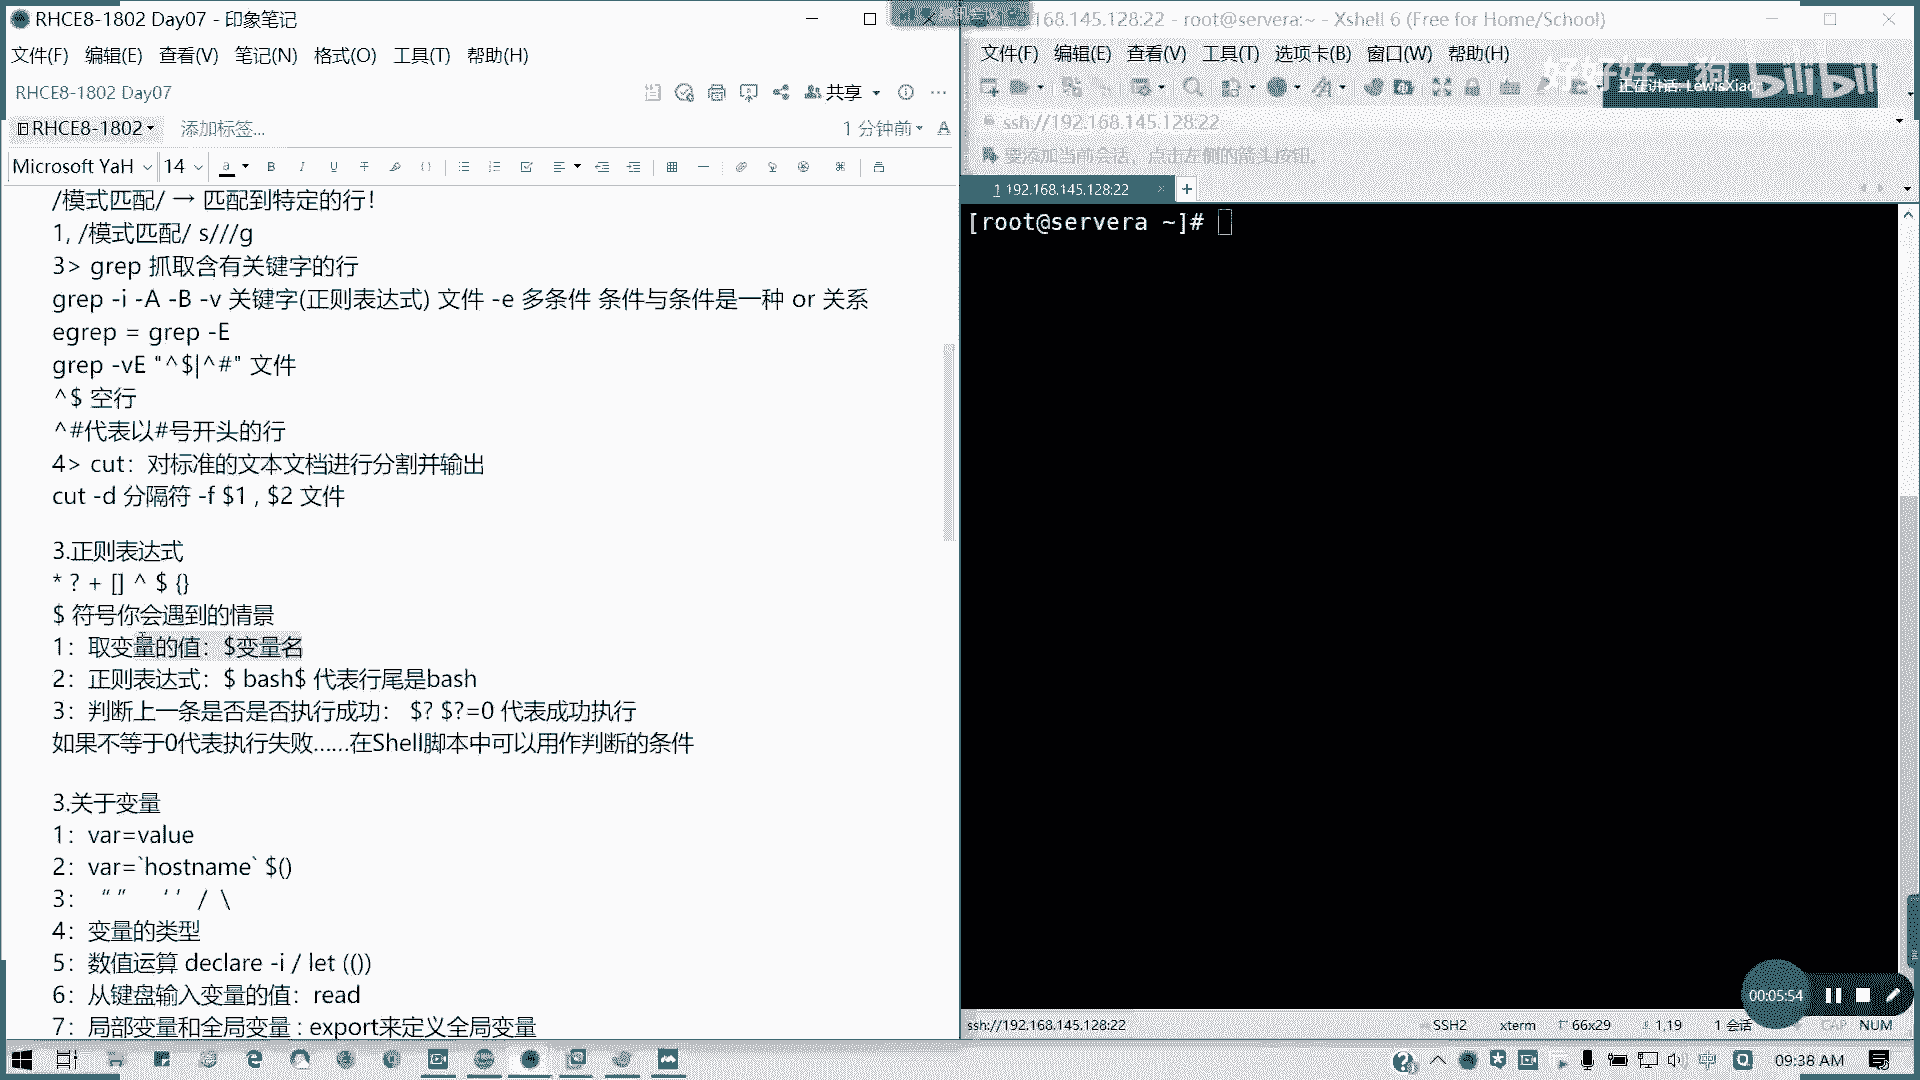 RHCE8-1802 Day07 - 印象笔记
文件(F) 编辑(E) 查看(V) 笔记(N) 格式(O) 工具(T) 帮助(H)
RHCE8-1802 Day07
共享
RHCE8-1802 添加标签...
1 分钟前
Microsoft YaH 14
/模式匹配/ → 匹配到特定的行！
1, /模式匹配/ s///g
3> grep 抓取含有关键字的行
grep -i -A -B -v 关键字(正则表达式) 文件 -e 多条件 条件与条件是一种 or 关系
egrep = grep -E
grep -vE "^$|^#" 文件
^$ 空行
^#代表以#号开头的行
4> cut：对标准的文本文档进行分割并输出
cut -d 分隔符 -f $1 , $2 文件
3.正则表达式
* ? + [] ^ $ {}
$ 符号你会遇到的情景
1：取变量的值：$变量名
2：正则表达式：$ bash$ 代表行尾是bash
3：判断上一条是否是否执行成功： $? $?=0 代表成功执行
如果不等于0代表执行失败......在Shell脚本中可以用作判断的条件
3.关于变量
1：var=value
2：var=`hostname` $()
3：“ ” ‘ ’ / \
4：变量的类型
5：数值运算 declare -i / let (())
6：从键盘输入变量的值：read
7：局部变量和全局变量 : export来定义全局变量
68.145.128:22 - root@servera:~ - Xshell 6 (Free for Home/School)
文件(F) 编辑(E) 查看(V) 工具(T) 选项卡(B) 窗口(W) 帮助(H)
好好好一狗 bilibili
正在讲话: LewisXiao
ssh://192.168.145.128:22
要添加当前会话，点击左侧的箭头按钮。
1 192.168.145.128:22
[root@servera ~]#
00:05:54
ssh://192.168.145.128:22 SSH2 xterm 66x29 1,19 1 会话 CAP NUM
中 09:38 AM